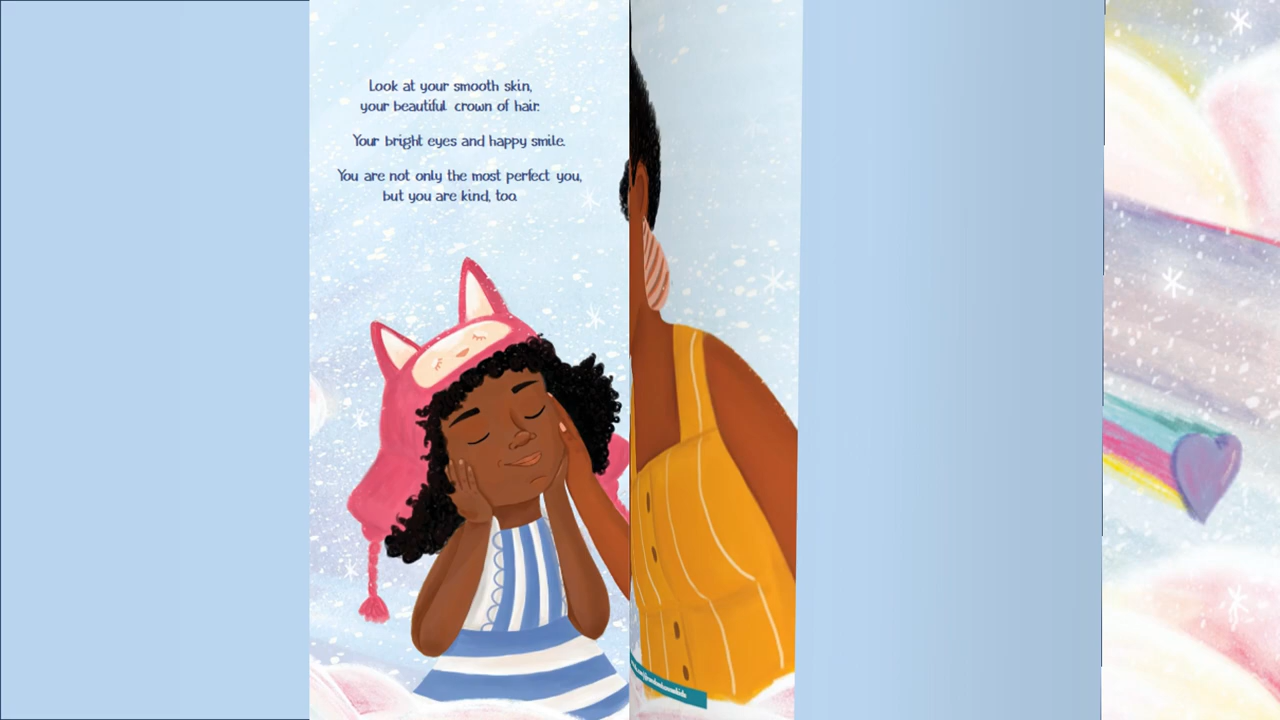 Look at your smooth skin,
your beautiful crown of hair.
Your bright eyes and happy smile.
You are not only the most perfect you,
but you are kind, too.